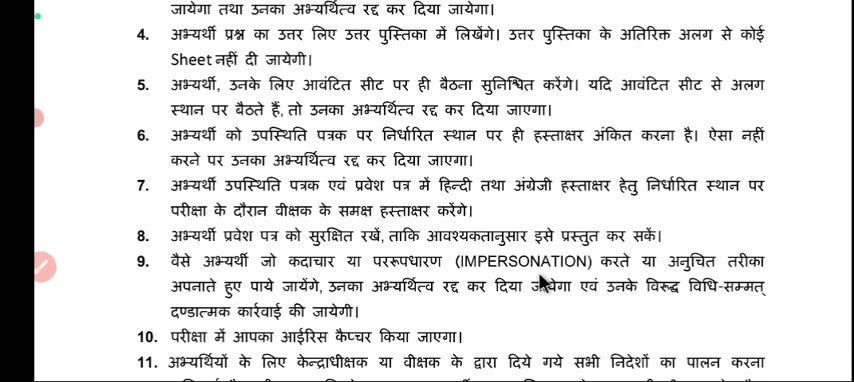 जायेगा तथा उनका अभ्यर्थित्व रद्द कर दिया जायेगा।
4. अभ्यर्थी प्रश्न का उत्तर लिए उत्तर पुस्तिका में लिखेंगे। उत्तर पुस्तिका के अतिरिक्त अलग से कोई
Sheet नहीं दी जायेगी।
5. अभ्यर्थी, उनके लिए आवंटित सीट पर ही बैठना सुनिश्चित करेंगे। यदि आवंटित सीट से अलग
स्थान पर बैठते हैं, तो उनका अभ्यर्थित्व रद्द कर दिया जाएगा।
6. अभ्यर्थी को उपस्थिति पत्रक पर निर्धारित स्थान पर ही हस्ताक्षर अंकित करना है। ऐसा नहीं
करने पर उनका अभ्यर्थित्व रद्द कर दिया जाएगा।
7. अभ्यर्थी उपस्थिति पत्रक एवं प्रवेश पत्र में हिन्दी तथा अंग्रेजी हस्ताक्षर हेतु निर्धारित स्थान पर
परीक्षा के दौरान वीक्षक के समक्ष हस्ताक्षर करेंगे।
8. अभ्यर्थी प्रवेश पत्र को सुरक्षित रखें, ताकि आवश्यकतानुसार इसे प्रस्तुत कर सकें।
9. वैसे अभ्यर्थी जो कदाचार या पररूपधारण (IMPERSONATION) करते या अनुचित तरीका
अपनाते हुए पाये जायेंगे, उनका अभ्यर्थित्व रद्द कर दिया जायेगा एवं उनके विरूद्ध विधि-सम्मत्
दण्डात्मक कार्रवाई की जायेगी।
10. परीक्षा में आपका आईरिस कैप्चर किया जाएगा।
11. अभ्यर्थियों के लिए केन्द्राधीक्षक या वीक्षक के द्वारा दिये गये सभी निदेशों का पालन करना